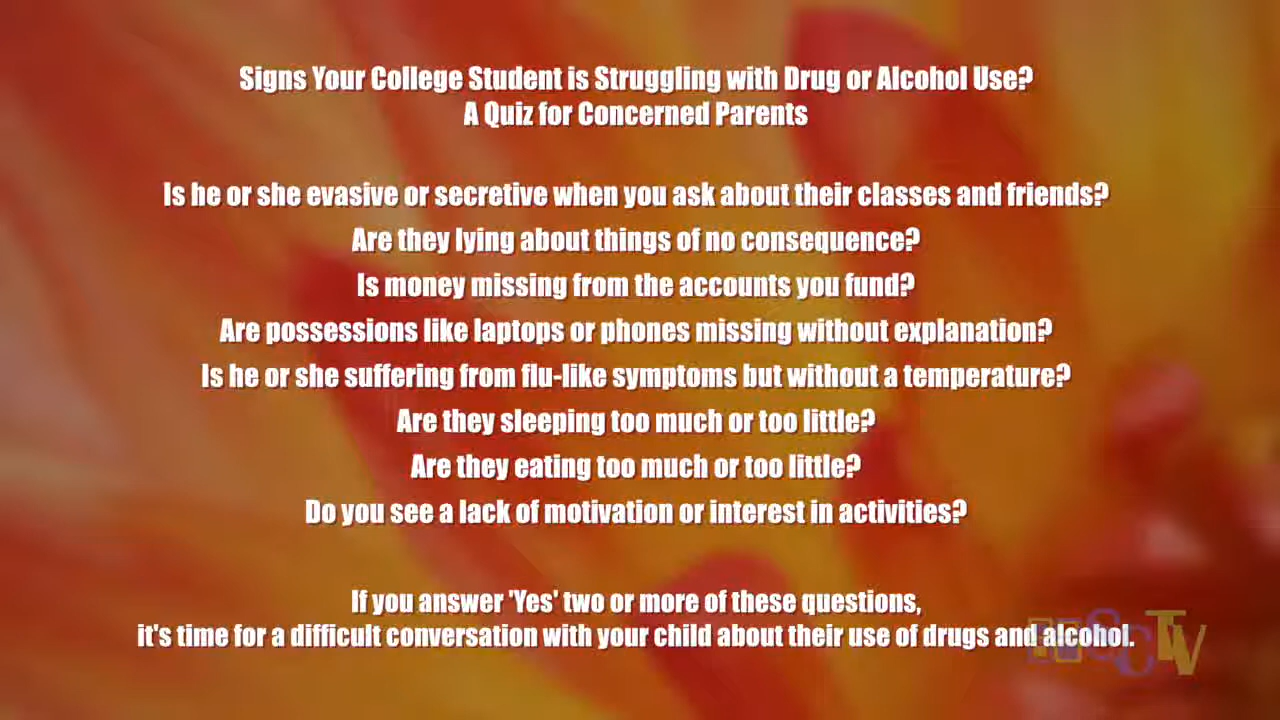 Signs Your College Student is Struggling with Drug or Alcohol Use?
A Quiz for Concerned Parents
Is he or she evasive or secretive when you ask about their classes and friends?
Are they lying about things of no consequence?
Is money missing from the accounts you fund?
Are possessions like laptops or phones missing without explanation?
Is he or she suffering from flu-like symptoms but without a temperature?
Are they sleeping too much or too little?
Are they eating too much or too little?
Do you see a lack of motivation or interest in activities?
If you answer 'Yes' two or more of these questions,
it's time for a difficult conversation with your child about their use of drugs and alcohol.